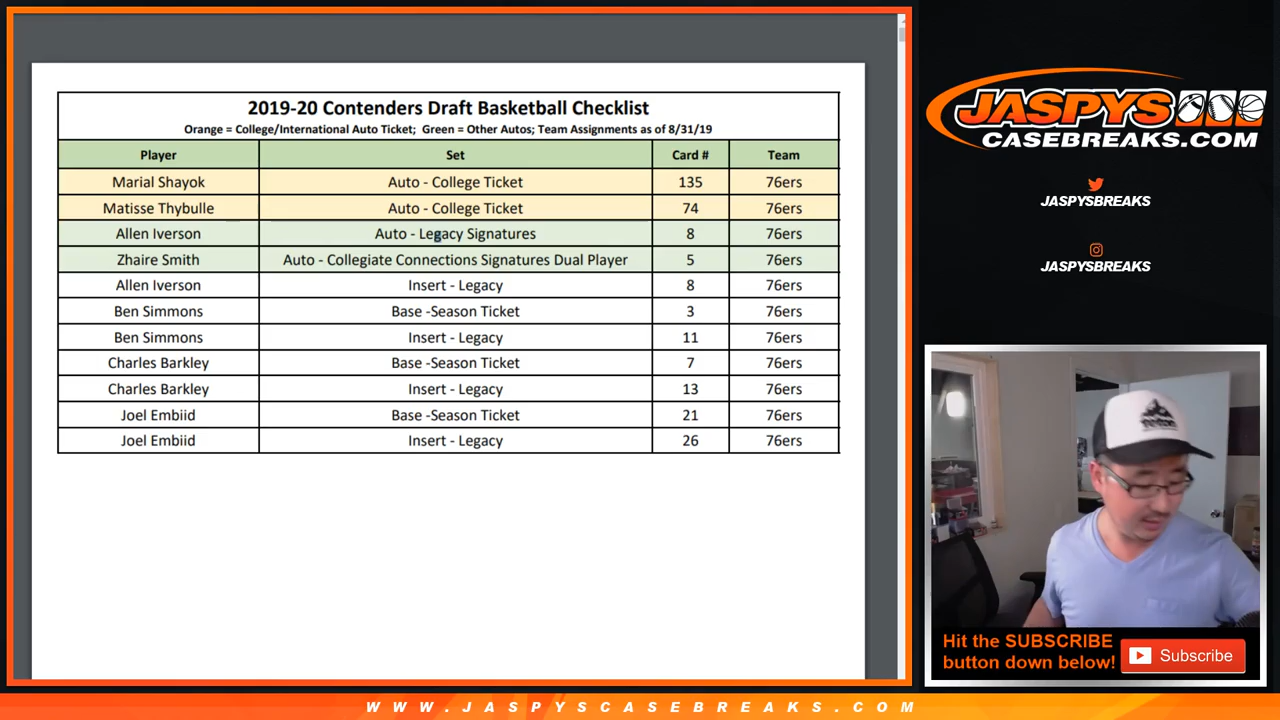 2019-20 Contenders Draft Basketball Checklist
Orange = College/International Auto Ticket; Green = Other Autos; Team Assignments as of 8/31/19
Player Set Card # Team
Marial Shayok Auto - College Ticket 135 76ers
Matisse Thybulle Auto - College Ticket 74 76ers
Allen Iverson Auto - Legacy Signatures 8 76ers
Zhaire Smith Auto - Collegiate Connections Signatures Dual Player 5 76ers
Allen Iverson Insert - Legacy 8 76ers
Ben Simmons Base -Season Ticket 3 76ers
Ben Simmons Insert - Legacy 11 76ers
Charles Barkley Base -Season Ticket 7 76ers
Charles Barkley Insert - Legacy 13 76ers
Joel Embiid Base -Season Ticket 21 76ers
Joel Embiid Insert - Legacy 26 76ers
JASPYS
CASEBREAKS.COM
JASPYSBREAKS
JASPYSBREAKS
Hit the SUBSCRIBE
button down below!
Subscribe
WWW.JASPYSCASEBREAKS.COM